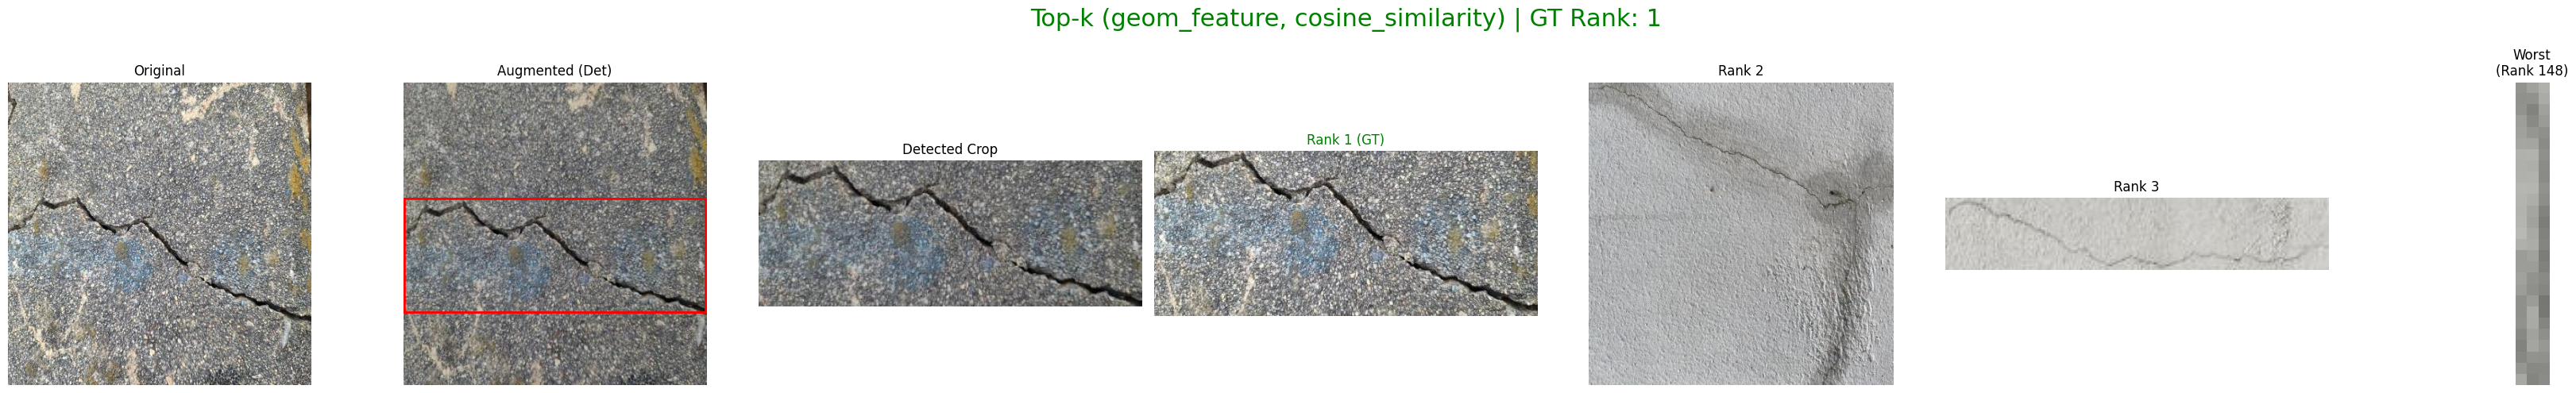 Top-k (geom_feature, cosine_similarity) | GT Rank: 1
Original
Augmented (Det)
Detected Crop
Rank 1 (GT)
Rank 2
Rank 3
Worst
(Rank 148)